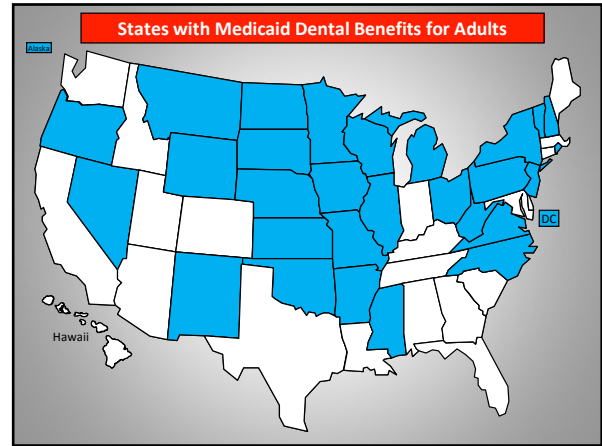 States with Medicaid Dental Benefits for Adults
Alaska
DC
Hawaii